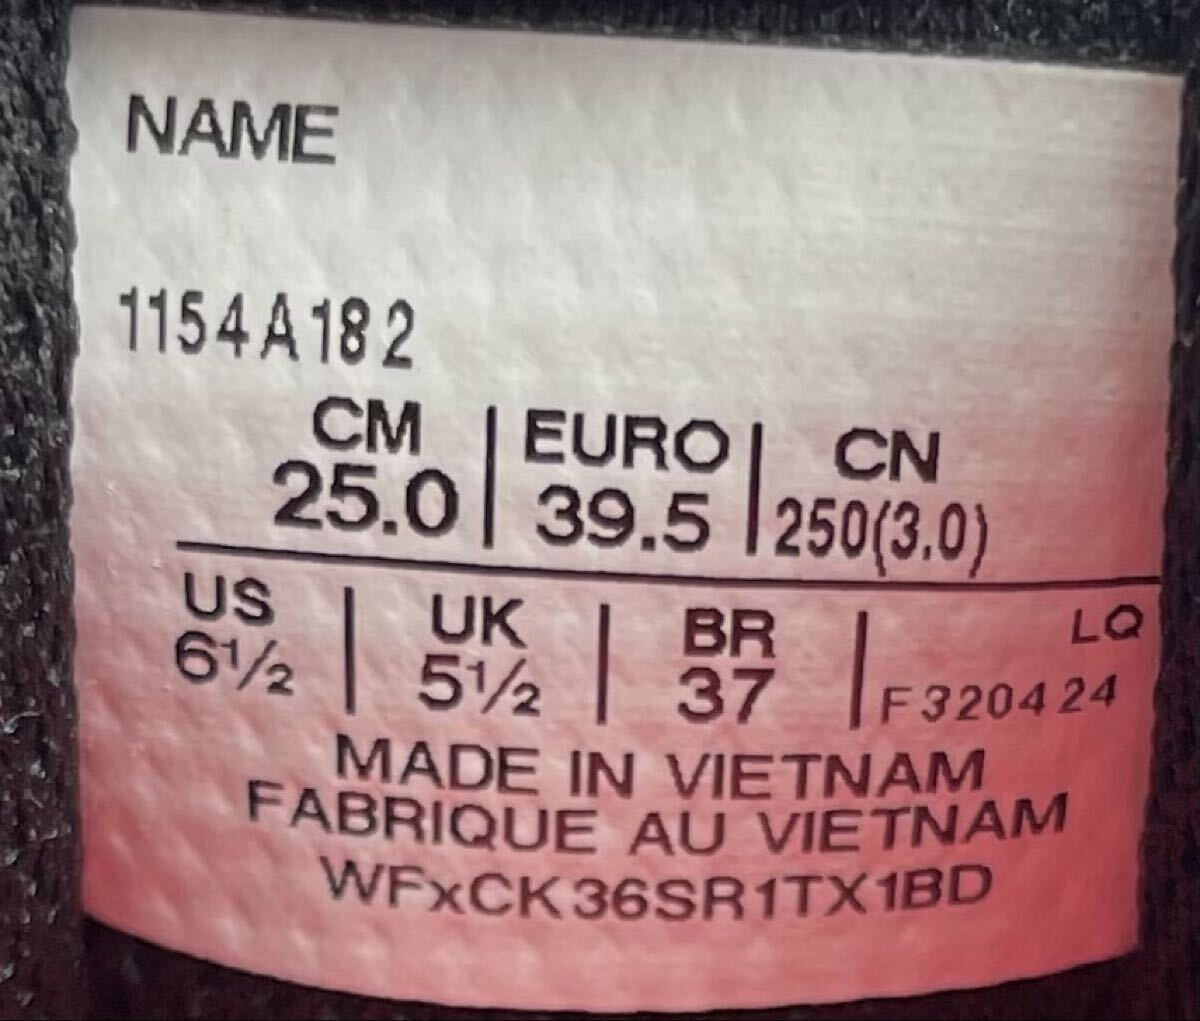 NAME
1154A182
CM | EURO | CN
25.0 | 39.5 | 250(3.0)
US | UK | BR | LQ
6½ | 5½ | 37 | F320424
MADE IN VIETNAM
FABRIQUE AU VIETNAM
WFxCK36SR1TX1BD